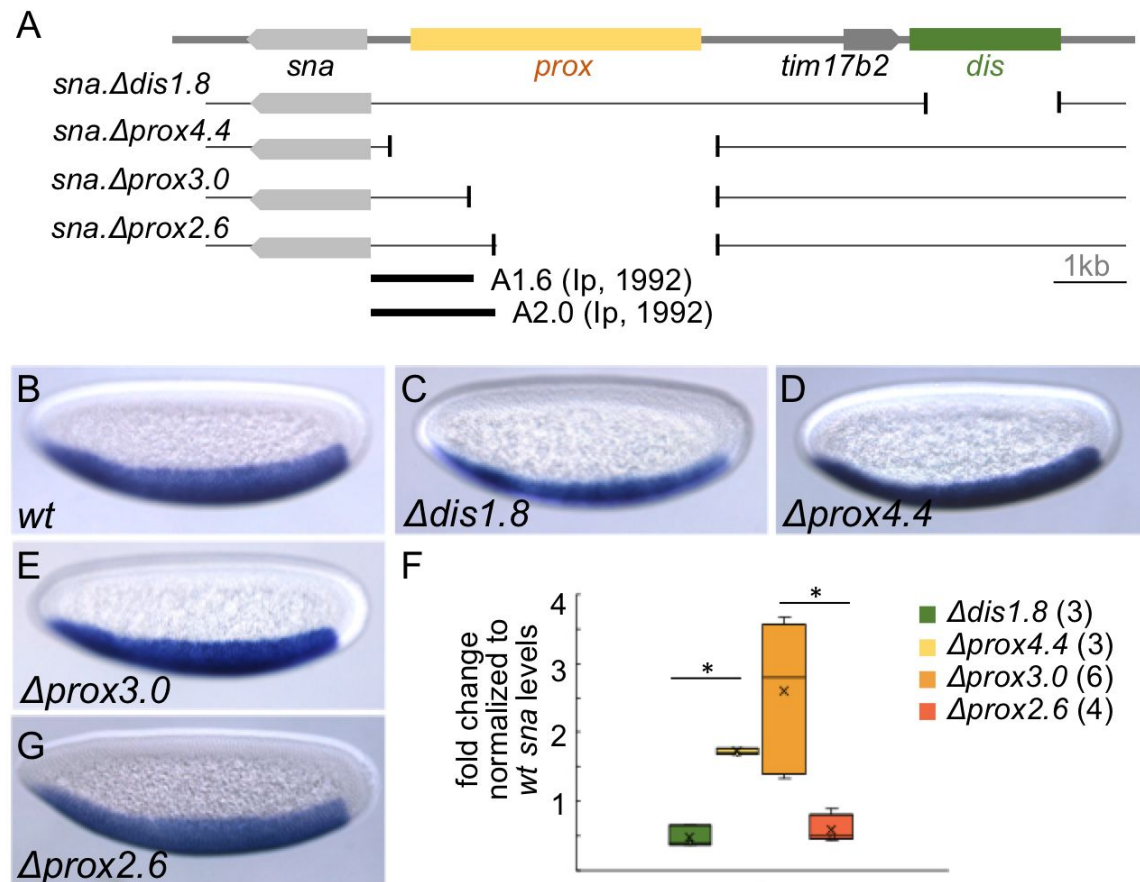 A
sna
prox
tim17b2
dis
sna.Δdis1.8
sna.Δprox4.4
sna.Δprox3.0
sna.Δprox2.6
1kb
A1.6 (Ip, 1992)
A2.0 (Ip, 1992)
B
wt
C
Δdis1.8
D
Δprox4.4
E
Δprox3.0
F
fold change
normalized to
wt sna levels
4
3
2
1
*
*
Δdis1.8 (3)
Δprox4.4 (3)
Δprox3.0 (6)
Δprox2.6 (4)
G
Δprox2.6